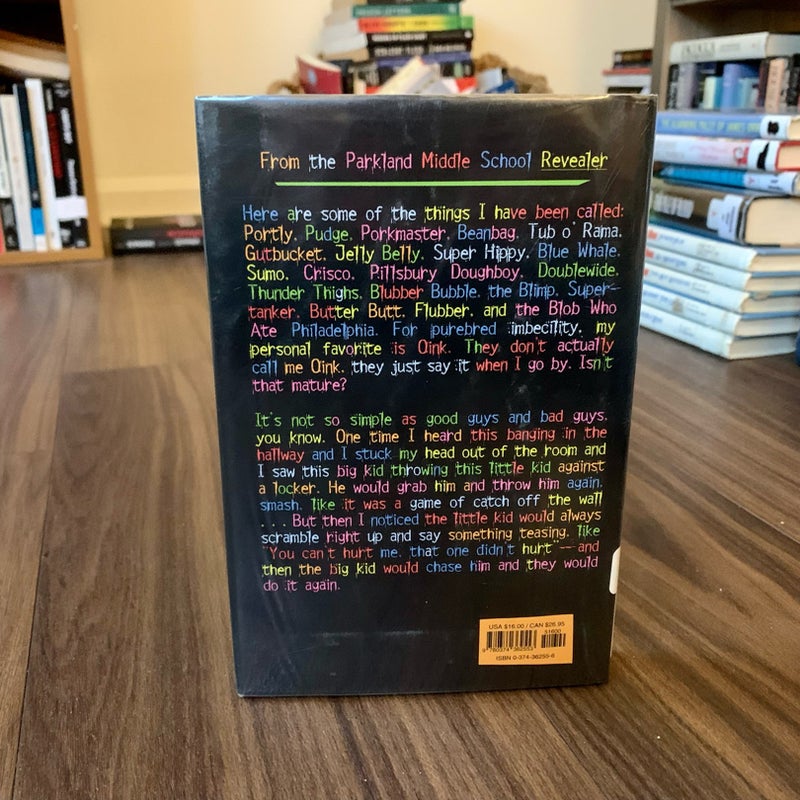 From the Parkland Middle School Revealer
Here are some of the things I have been called:
Portly, Pudge, Porkmaster, Beanbag, Tub o' Rama,
Gutbucket, Jelly Belly, Super Hippy, Blue Whale,
Sumo, Crisco, Pillsbury Doughboy, Doublewide,
Thunder Thighs, Blubber Bubble, the Blimp, Super-
tanker, Butter Butt, Flubber, and the Blob Who
Ate Philadelphia. For purebred imbecility, my
personal favorite is Oink. They don't actually
call me Oink, they just say it when I go by. Isn't
that mature?
It's not so simple as good guys and bad guys,
you know. One time I heard this banging in the
hallway and I stuck my head out of the room and
I saw this big kid throwing this little kid against
a locker. He would grab him and throw him again,
smash, like it was a game of catch off the wall
. . . But then I noticed the little kid would always
scramble right up and say something teasing, like
"You can't hurt me, that one didn't hurt"--and
then the big kid would chase him and they would
do it again.
USA $16.00 / CAN $26.95
51600
9 780374 362553
ISBN 0-374-36255-6